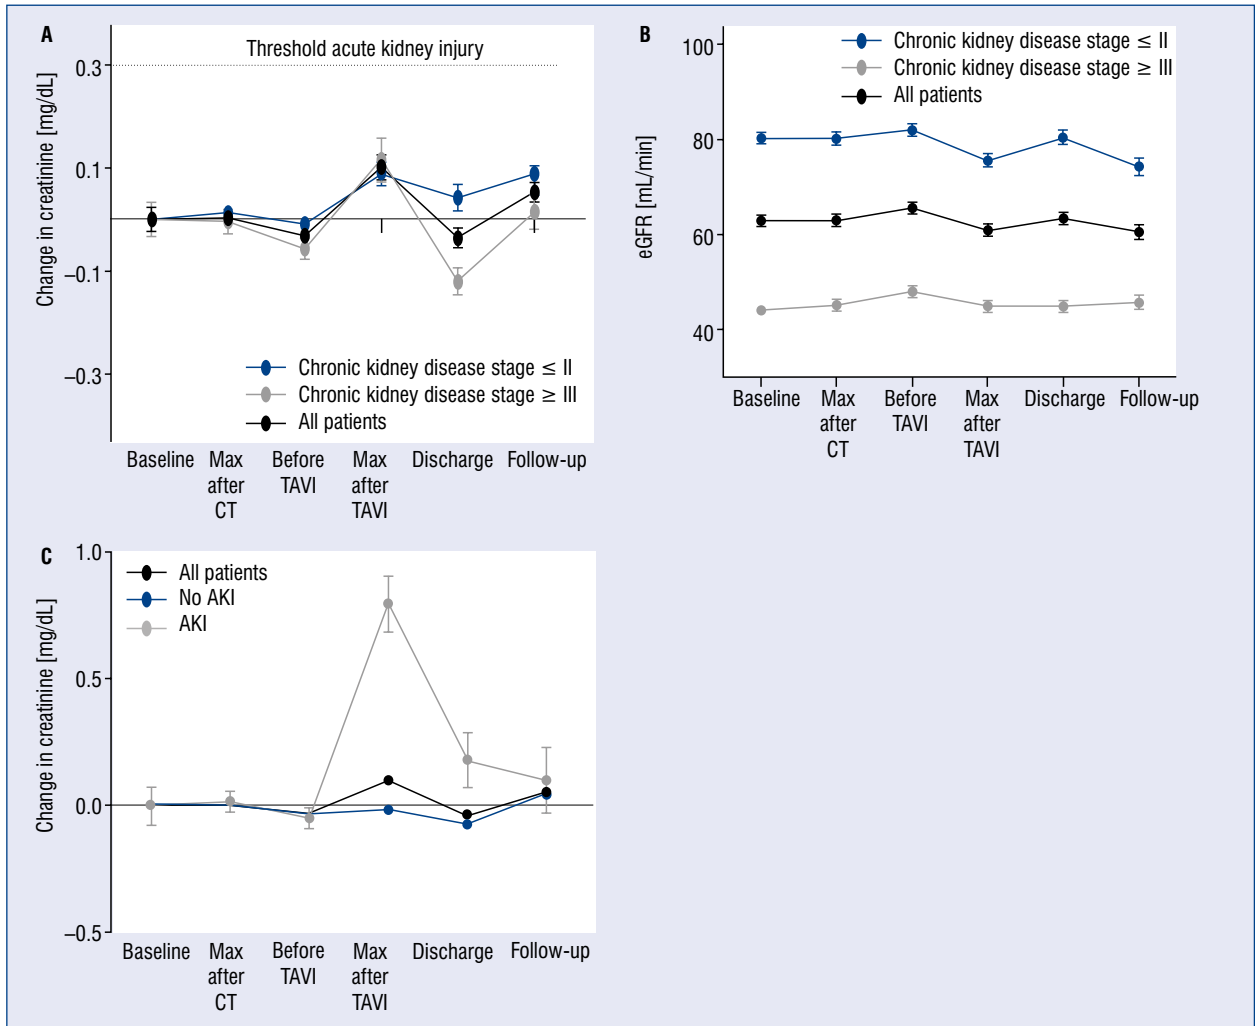 A
Threshold acute kidney injury
Change in creatinine [mg/dL]
0.3
0.1
–0.1
–0.3
Chronic kidney disease stage ≤ II
Chronic kidney disease stage ≥ III
All patients
Baseline
Max
after
CT
Before
TAVI
Max
after
TAVI
Discharge
Follow-up
B
Chronic kidney disease stage ≤ II
Chronic kidney disease stage ≥ III
All patients
eGFR [mL/min]
100
80
60
40
Baseline
Max
after
CT
Before
TAVI
Max
after
TAVI
Discharge
Follow-up
C
All patients
No AKI
AKI
Change in creatinine [mg/dL]
1.0
0.5
0.0
–0.5
Baseline
Max
after
CT
Before
TAVI
Max
after
TAVI
Discharge
Follow-up